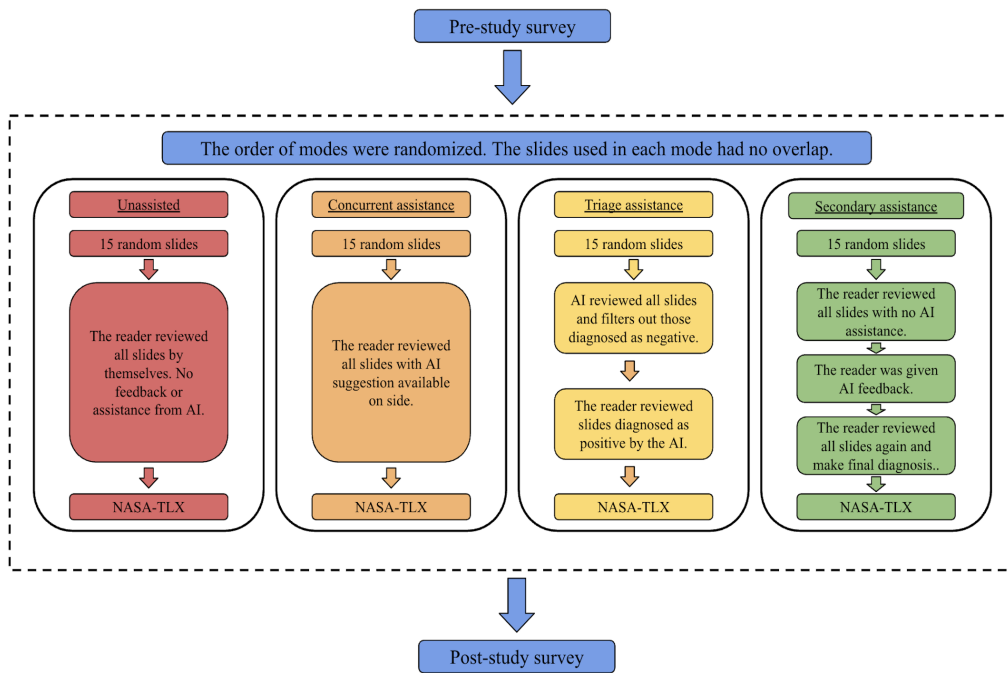 Pre-study survey
The order of modes were randomized. The slides used in each mode had no overlap.
Unassisted
15 random slides
The reader reviewed
all slides by
themselves. No
feedback or
assistance from AI.
NASA-TLX
Concurrent assistance
15 random slides
The reader reviewed
all slides with AI
suggestion available
on side.
NASA-TLX
Triage assistance
15 random slides
AI reviewed all slides
and filters out those
diagnosed as negative.
The reader reviewed
slides diagnosed as
positive by the AI.
NASA-TLX
Secondary assistance
15 random slides
The reader reviewed
all slides with no AI
assistance.
The reader was given
AI feedback.
The reader reviewed
all slides again and
make final diagnosis..
NASA-TLX
Post-study survey